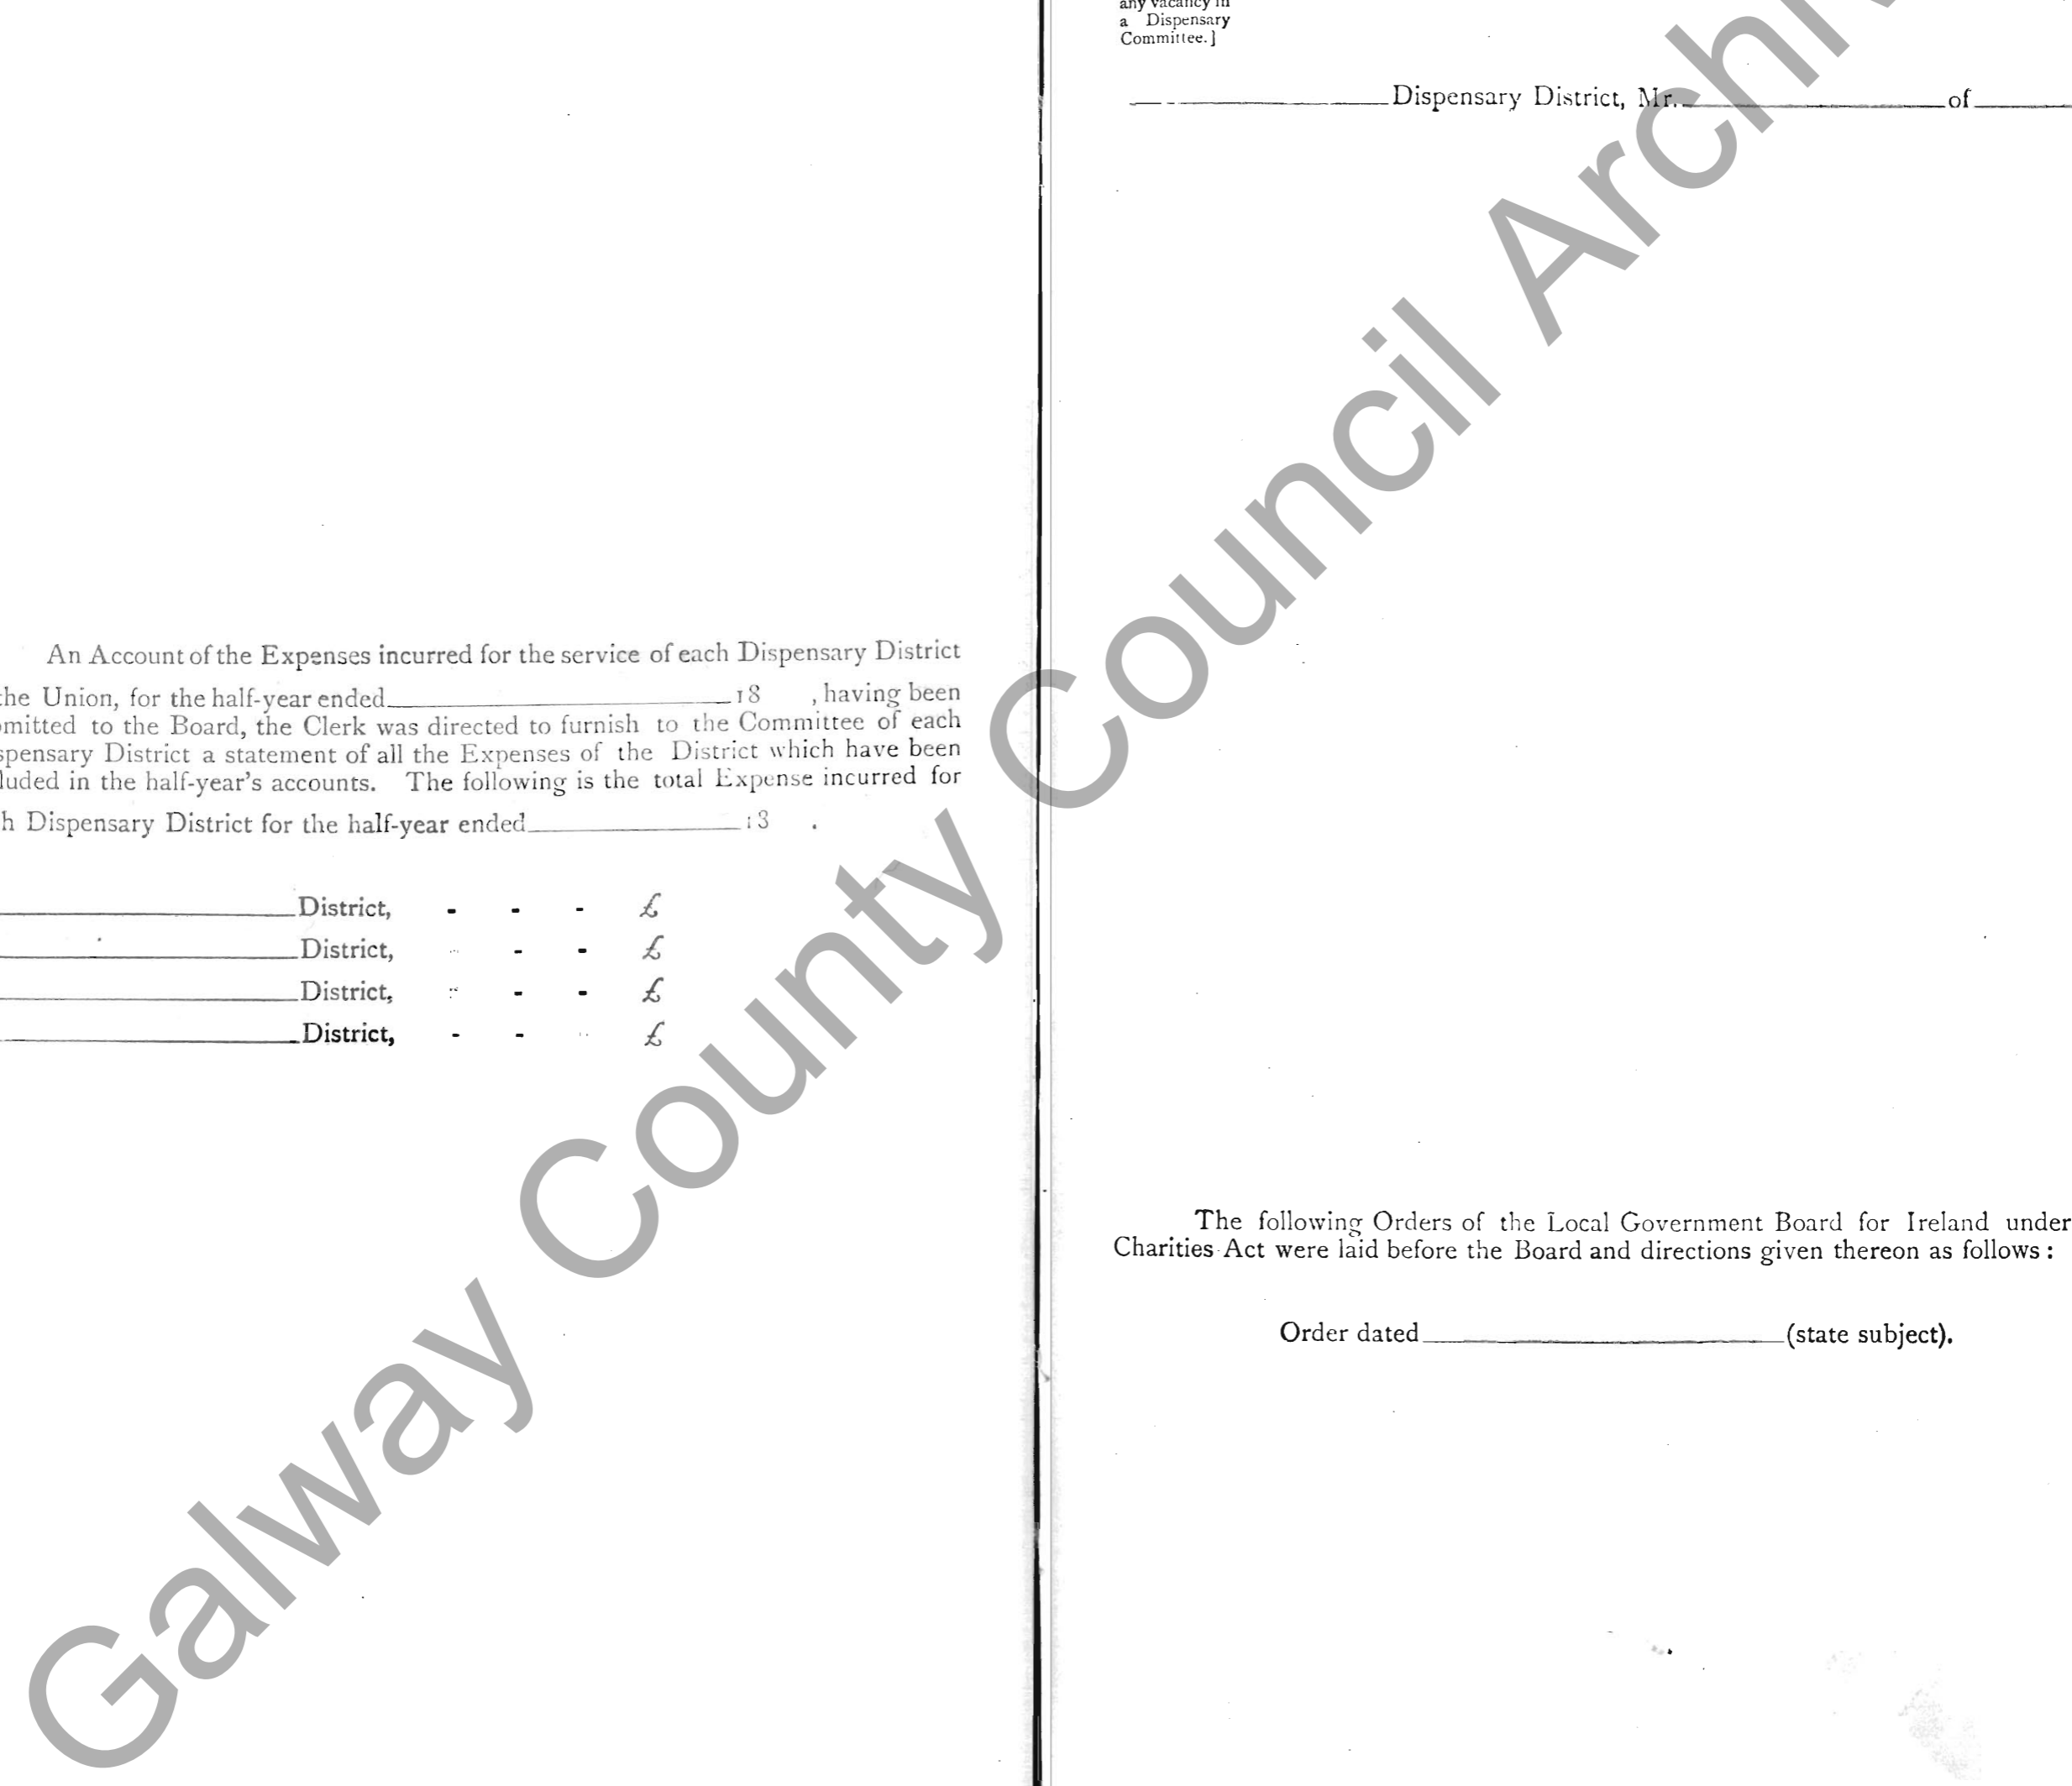 An Account of the Expenses incurred for the service of each Dispensary District
he Union, for the half-year ended 18 , having been
mitted to the Board, the Clerk was directed to furnish to the Committee of each
spensary District a statement of all the Expenses of the District which have been
luded in the half-year's accounts. The following is the total Expense incurred for
h Dispensary District for the half-year ended 18 .
District, - - - £
District, - - £
District, - - - £
District, - - £
any vacancy in
a Dispensary
Committee.]
Dispensary District, Mr. of
The following Orders of the Local Government Board for Ireland under
Charities Act were laid before the Board and directions given thereon as follows :
Order dated (state subject).
Galway County Council Archi